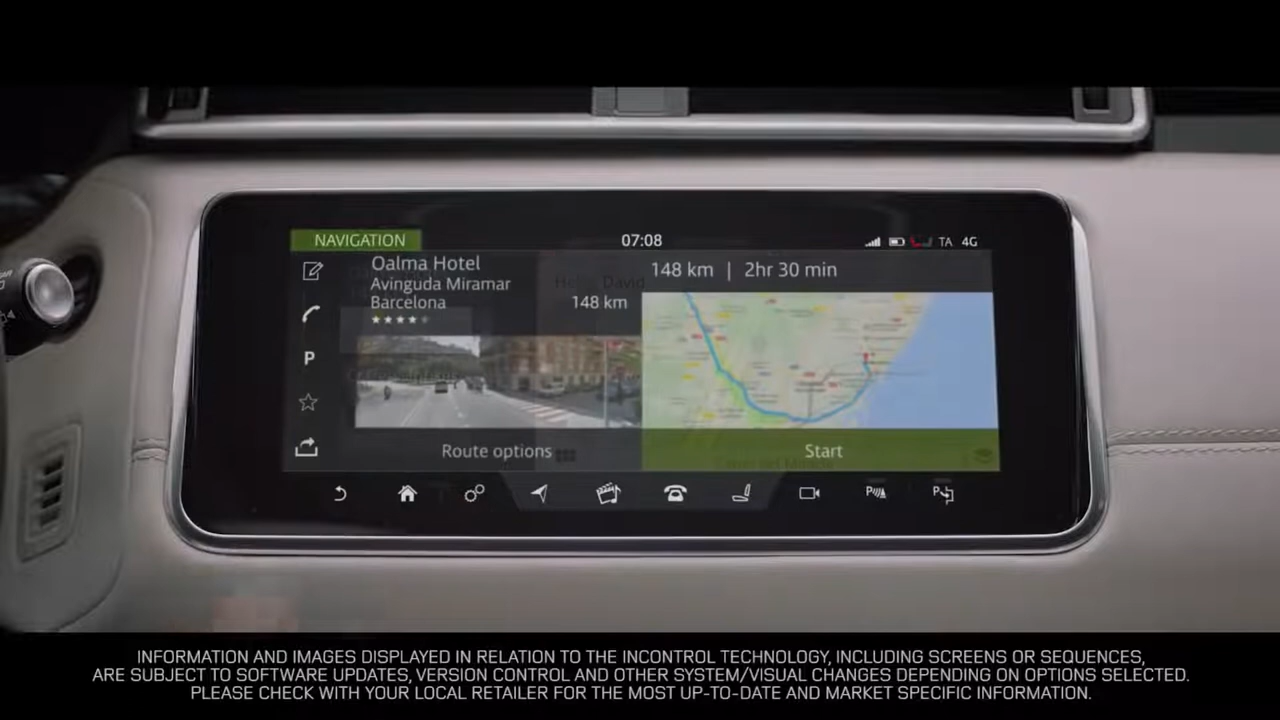 NAVIGATION
07:08
TA 4G
Oalma Hotel
Avinguda Miramar
Barcelona
148 km
148 km | 2hr 30 min
Hello David
P
Route options
Start
P
P
INFORMATION AND IMAGES DISPLAYED IN RELATION TO THE INCONTROL TECHNOLOGY, INCLUDING SCREENS OR SEQUENCES,
ARE SUBJECT TO SOFTWARE UPDATES, VERSION CONTROL AND OTHER SYSTEM/VISUAL CHANGES DEPENDING ON OPTIONS SELECTED.
PLEASE CHECK WITH YOUR LOCAL RETAILER FOR THE MOST UP-TO-DATE AND MARKET SPECIFIC INFORMATION.